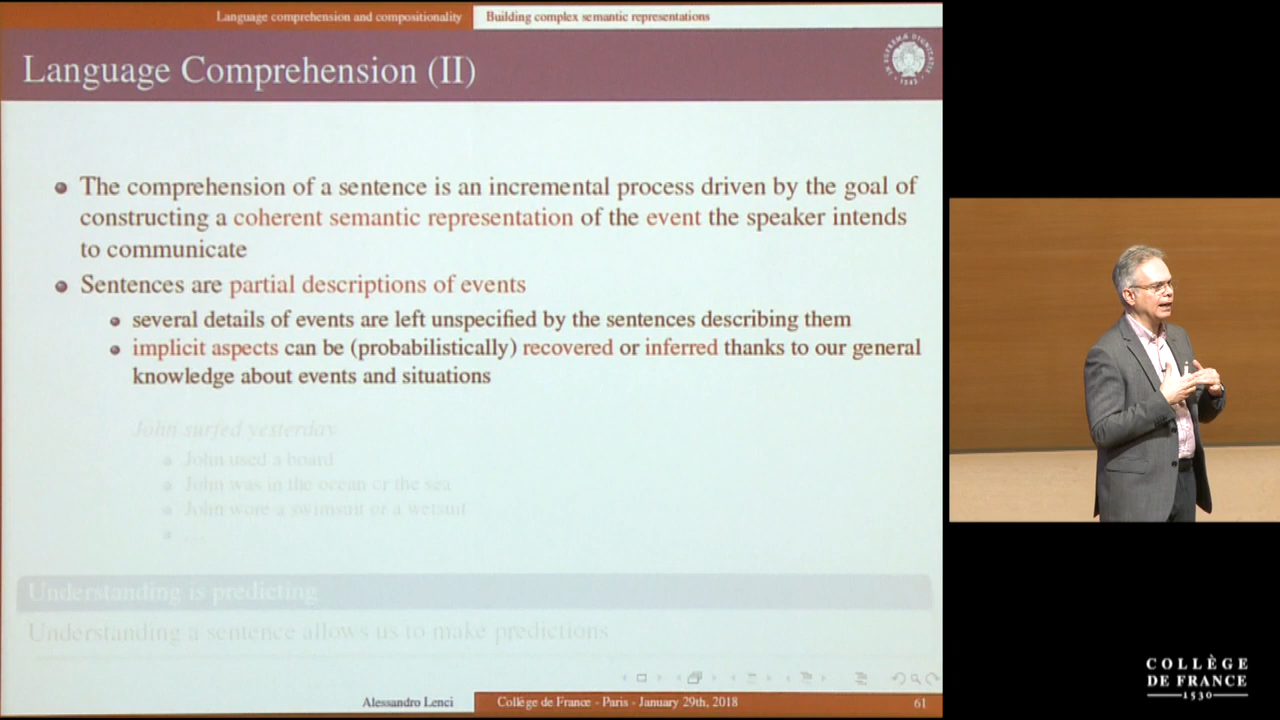 Language comprehension and compositionality Building complex semantic representations
Language Comprehension (II)
IN SUPREMÆ DIGNITATIS
1343
The comprehension of a sentence is an incremental process driven by the goal of
constructing a coherent semantic representation of the event the speaker intends
to communicate
Sentences are partial descriptions of events
several details of events are left unspecified by the sentences describing them
implicit aspects can be (probabilistically) recovered or inferred thanks to our general
knowledge about events and situations
John surfed yesterday
John used a board
John was in the ocean or the sea
John wore a swimsuit or a wetsuit
...
Understanding is predicting
Understanding a sentence allows us to make predictions
Alessandro Lenci Collège de France - Paris - January 29th, 2018 61
COLLÈGE
DE FRANCE
1530